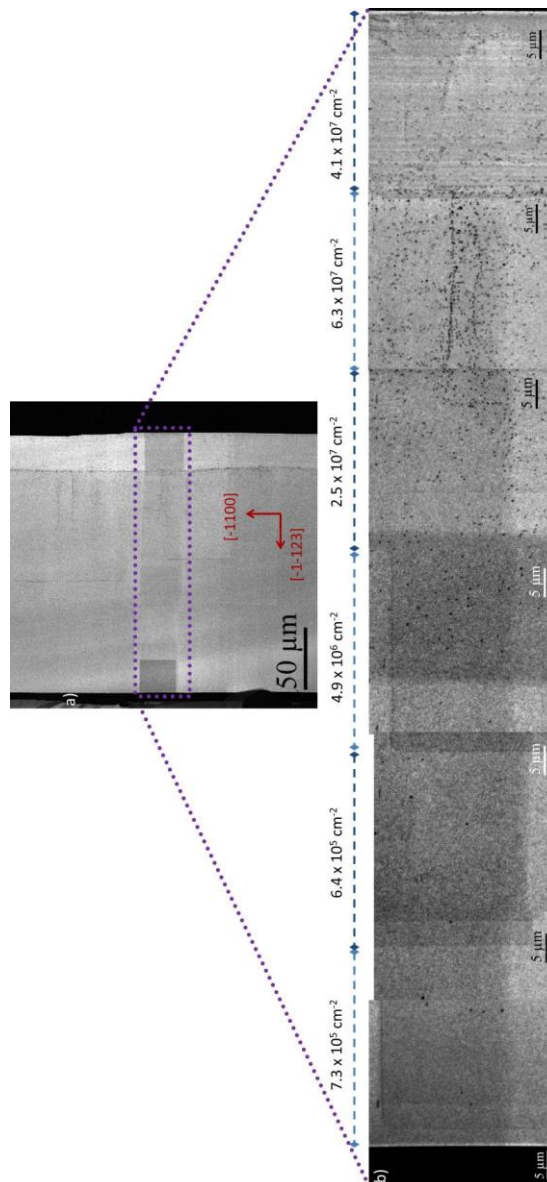 a)
50 µm
[-1100]
[-1-123]
7.3 x 10⁵ cm⁻²
6.4 x 10⁵ cm⁻²
4.9 x 10⁶ cm⁻²
2.5 x 10⁷ cm⁻²
6.3 x 10⁷ cm⁻²
4.1 x 10⁷ cm⁻²
b)
5 µm
5 µm
5 µm
5 µm
5 µm
5 µm
5 µm